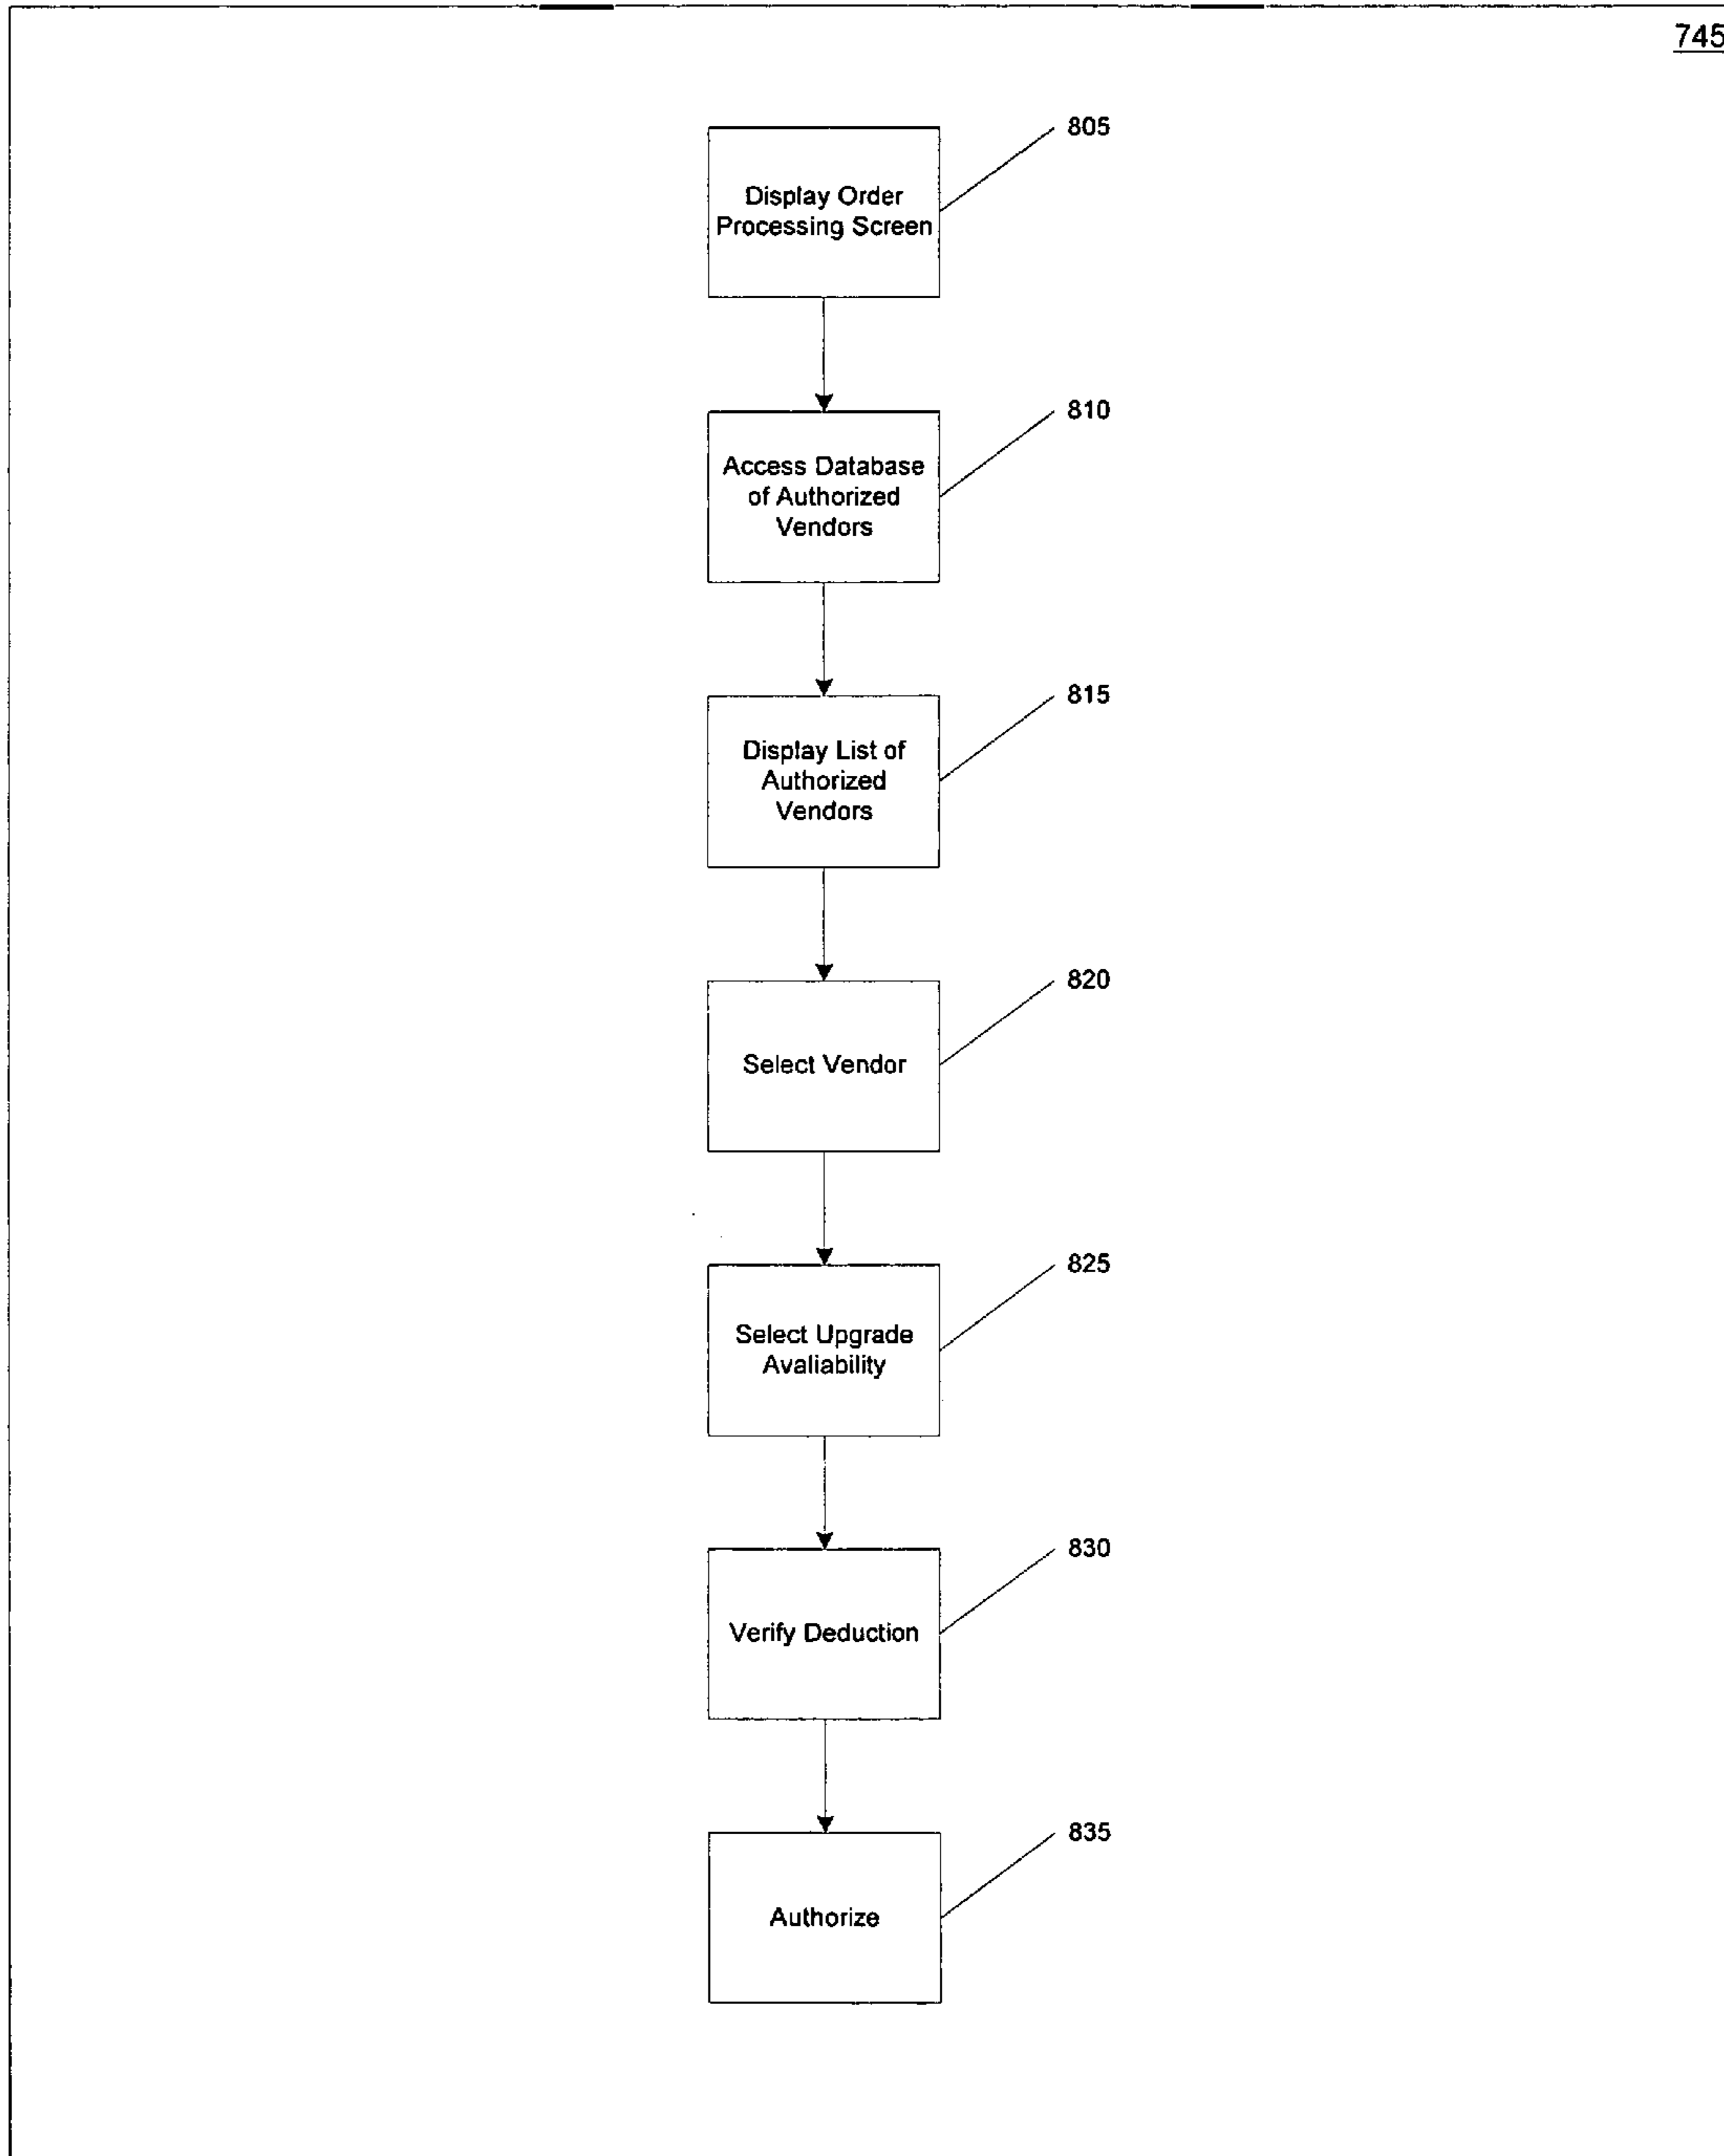 745
805
Display Order
Processing Screen
810
Access Database
of Authorized
Vendors
815
Display List of
Authorized
Vendors
820
Select Vendor
825
Select Upgrade
Avaliability
830
Verify Deduction
835
Authorize